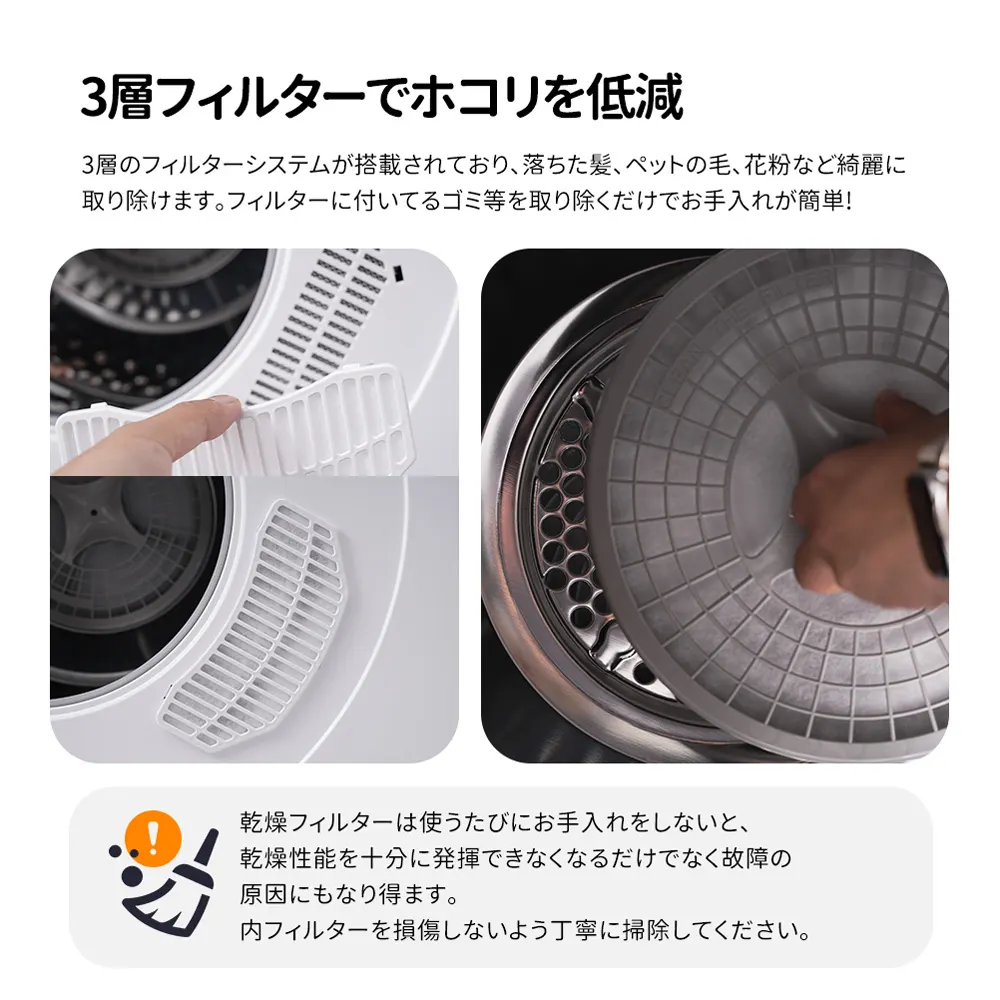 3層フィルターでホコリを低減
3層のフィルターシステムが搭載されており、落ちた髪、ペットの毛、花粉など綺麗に
取り除けます。フィルターに付いてるゴミ等を取り除くだけでお手入れが簡単!
乾燥フィルターは使うたびにお手入れをしないと、
乾燥性能を十分に発揮できなくなるだけでなく故障の
原因にもなり得ます。
内フィルターを損傷しないよう丁寧に掃除してください。